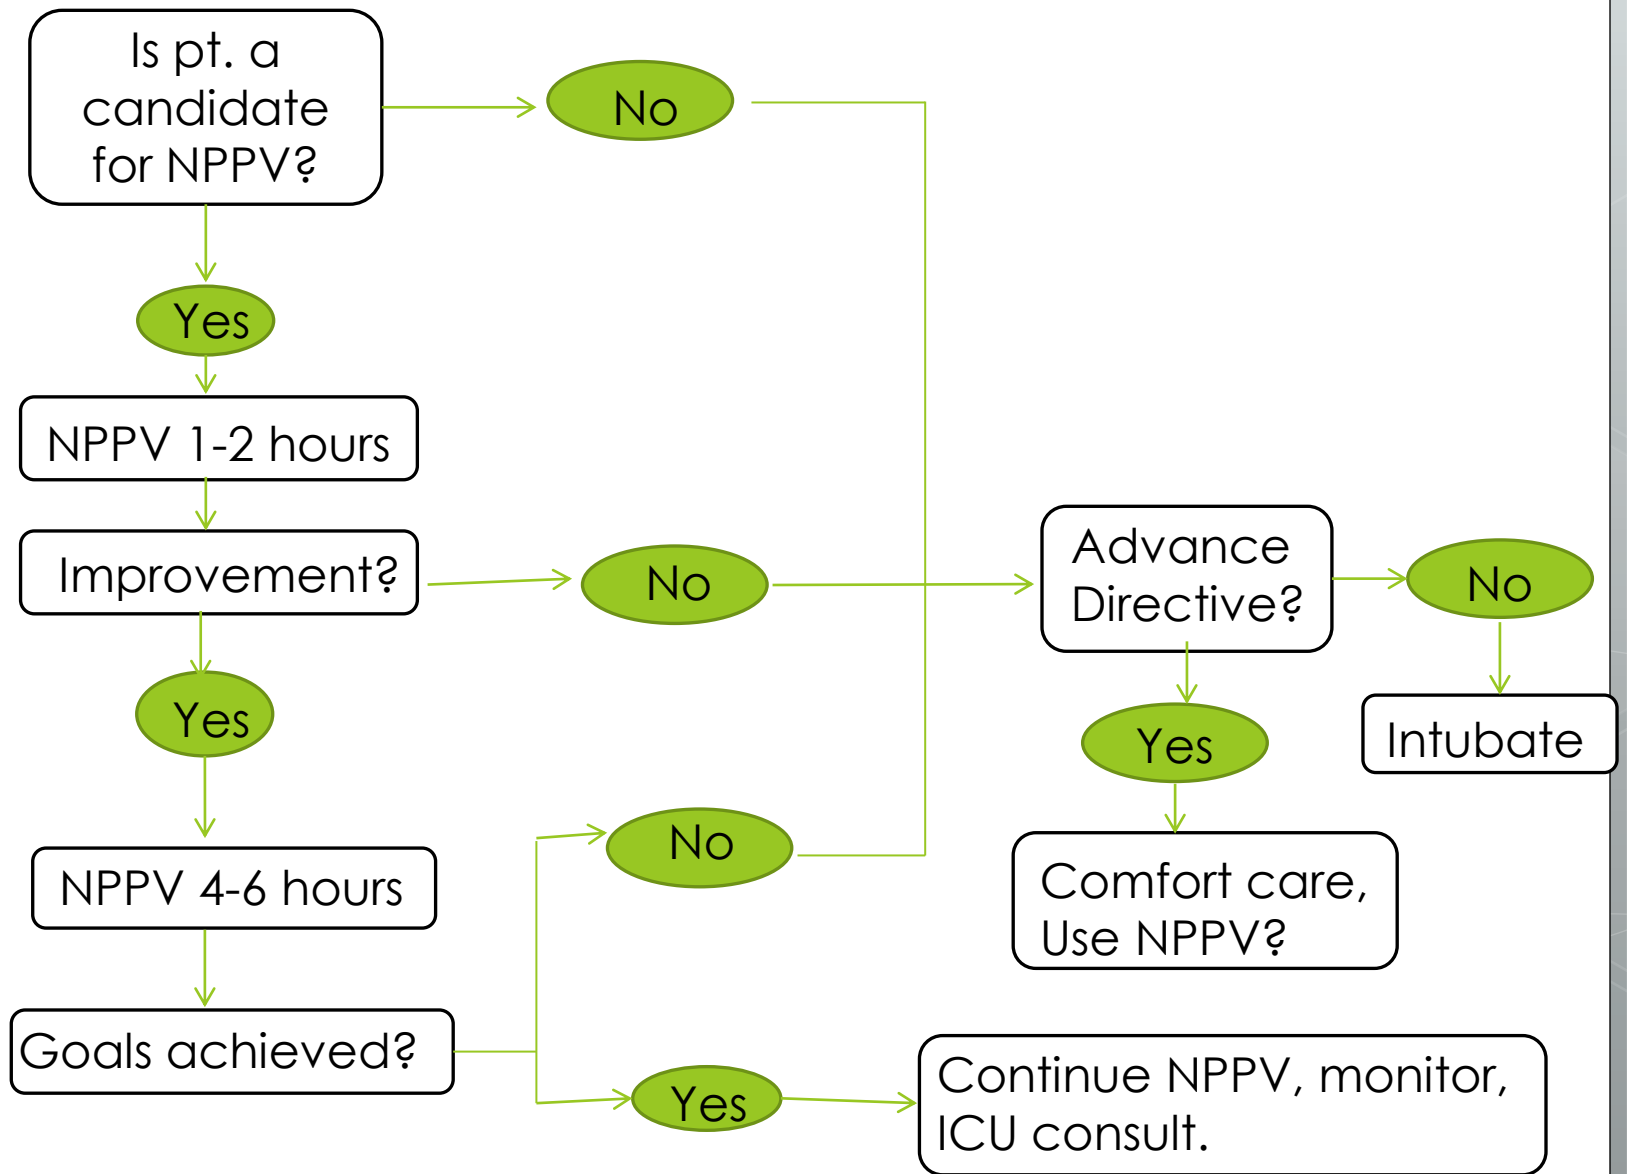 Is pt. a
candidate
for NPPV?
No
Yes
NPPV 1-2 hours
Improvement?
No
Advance
Directive?
No
Yes
Yes
Intubate
NPPV 4-6 hours
No
Comfort care,
Use NPPV?
Goals achieved?
Yes
Continue NPPV, monitor,
ICU consult.